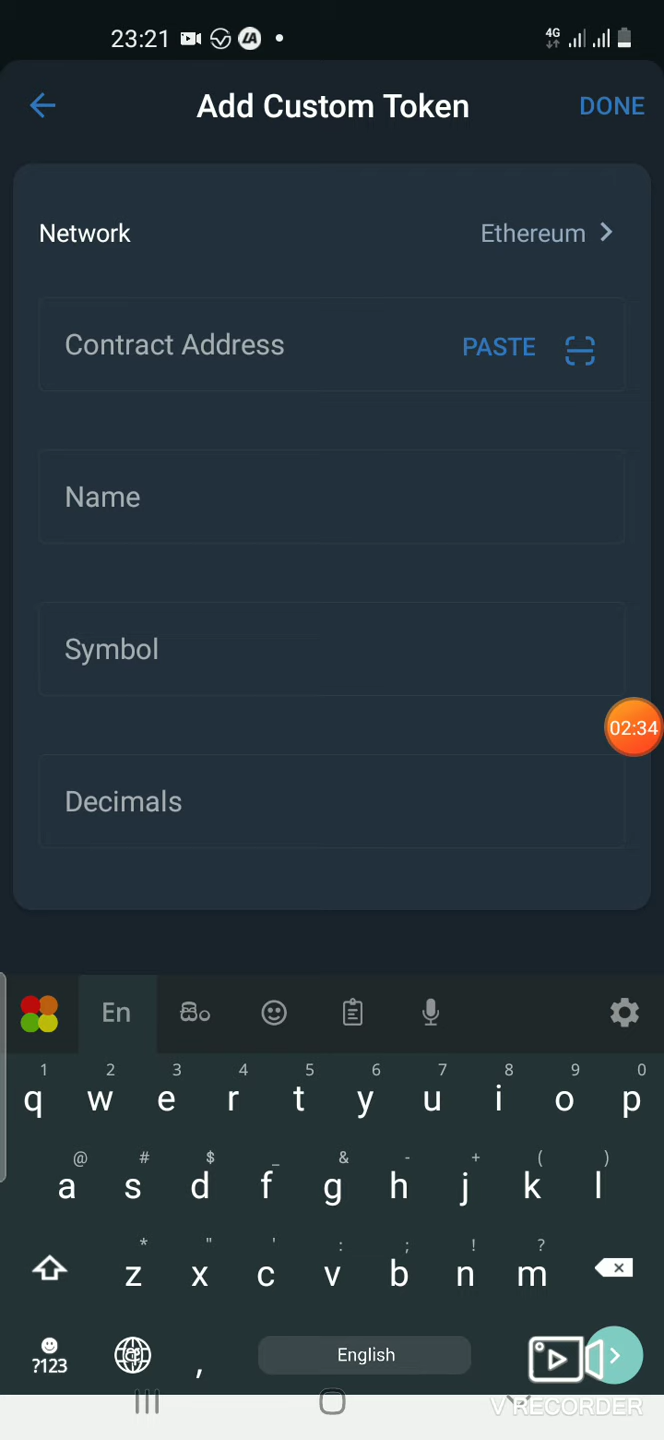 23:21
4G
Add Custom Token
DONE
Network
Ethereum
Contract Address
PASTE
Name
Symbol
02:34
Decimals
En
සිං
1 2 3 4 5 6 7 8 9 0
q w e r t y u i o p
@ # $ _ & - + ( )
a s d f g h j k l
* " ' : ; ! ?
z x c v b n m
?123
,
English
V RECORDER